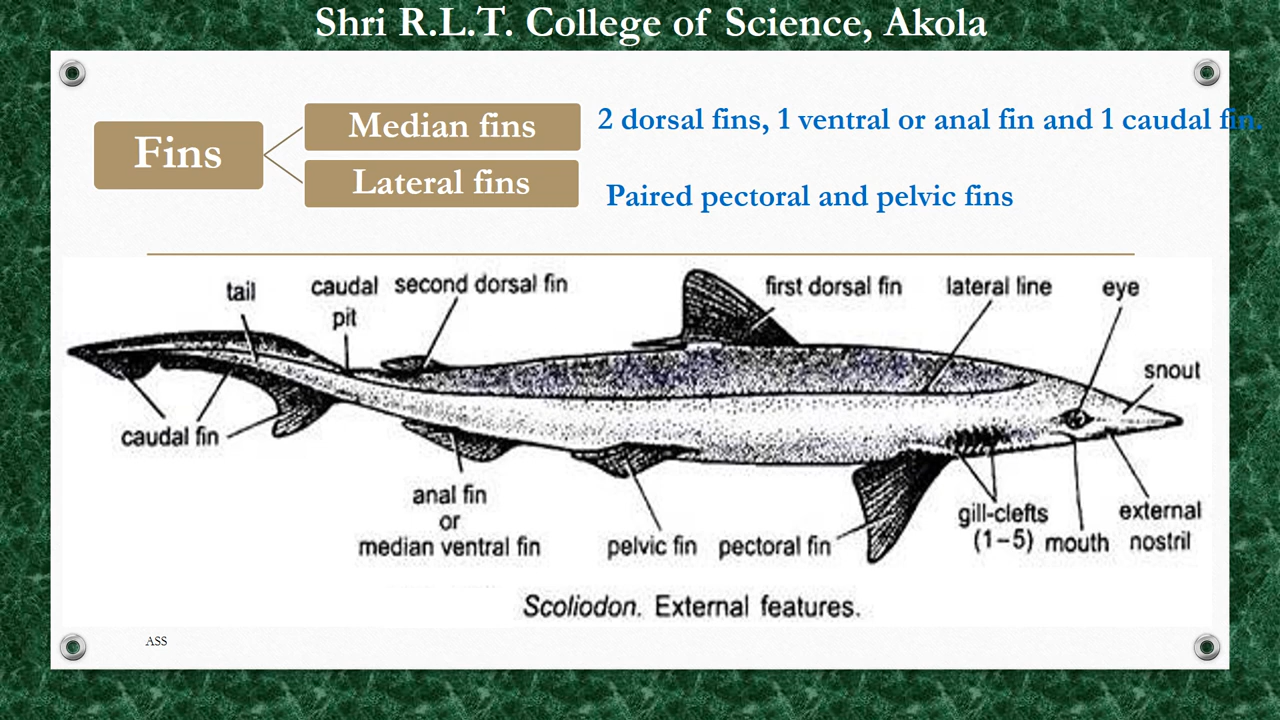 Shri R.L.T. College of Science, Akola
Fins
Median fins
2 dorsal fins, 1 ventral or anal fin and 1 caudal fin.
Lateral fins
Paired pectoral and pelvic fins
tail
caudal
pit
second dorsal fin
first dorsal fin
lateral line
eye
snout
caudal fin
anal fin
or
median ventral fin
pelvic fin
pectoral fin
gill-clefts
(1-5)
mouth
external
nostril
Scoliodon. External features.
ASS